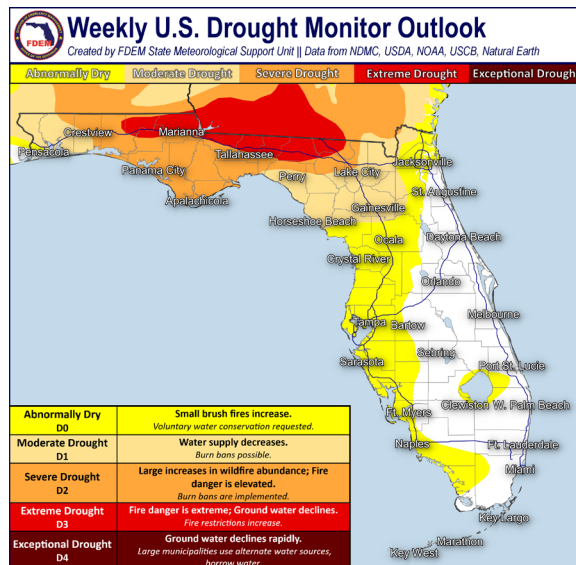 FDEM
Weekly U.S. Drought Monitor Outlook
Created by FDEM State Meteorological Support Unit || Data from NDMC, USDA, NOAA, USCB, Natural Earth
Abnormally Dry Moderate Drought Severe Drought Extreme Drought Exceptional Drough
Crestview
Marianna
Pensacola
Tallahassee
Jacksonville
Panama City
Perry
Lake City
Apalachicola
St. Augustine
Gainesville
Horseshoe Beach
Ocala
Daytona Beach
Crystal River
Orlando
Melbourne
Tampa
Bartow
Sarasota
Sebring
Port St. Lucie
Ft. Myers
Clewiston W. Palm Beach
Naples
Ft. Lauderdale
Miami
Key Largo
Marathon
Key West
Abnormally Dry
D0
Small brush fires increase.
Voluntary water conservation requested.
Moderate Drought
D1
Water supply decreases.
Burn bans possible.
Severe Drought
D2
Large increases in wildfire abundance; Fire
danger is elevated.
Burn bans are implemented.
Extreme Drought
D3
Fire danger is extreme; Ground water declines.
Fire restrictions increase.
Exceptional Drought
D4
Ground water declines rapidly.
Large municipalities use alternate water sources,
borrow water.